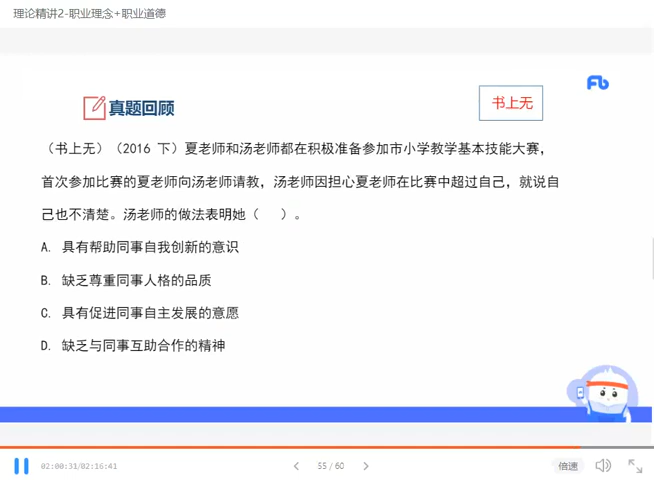 理论精讲2-职业理念+职业道德
真题回顾
书上无
（书上无）（2016 下）夏老师和汤老师都在积极准备参加市小学教学基本技能大赛，
首次参加比赛的夏老师向汤老师请教，汤老师因担心夏老师在比赛中超过自己，就说自
己也不清楚。汤老师的做法表明她（ ）。
A. 具有帮助同事自我创新的意识
B. 缺乏尊重同事人格的品质
C. 具有促进同事自主发展的意愿
D. 缺乏与同事互助合作的精神
02:00:31/02:16:41
55 / 60
倍速